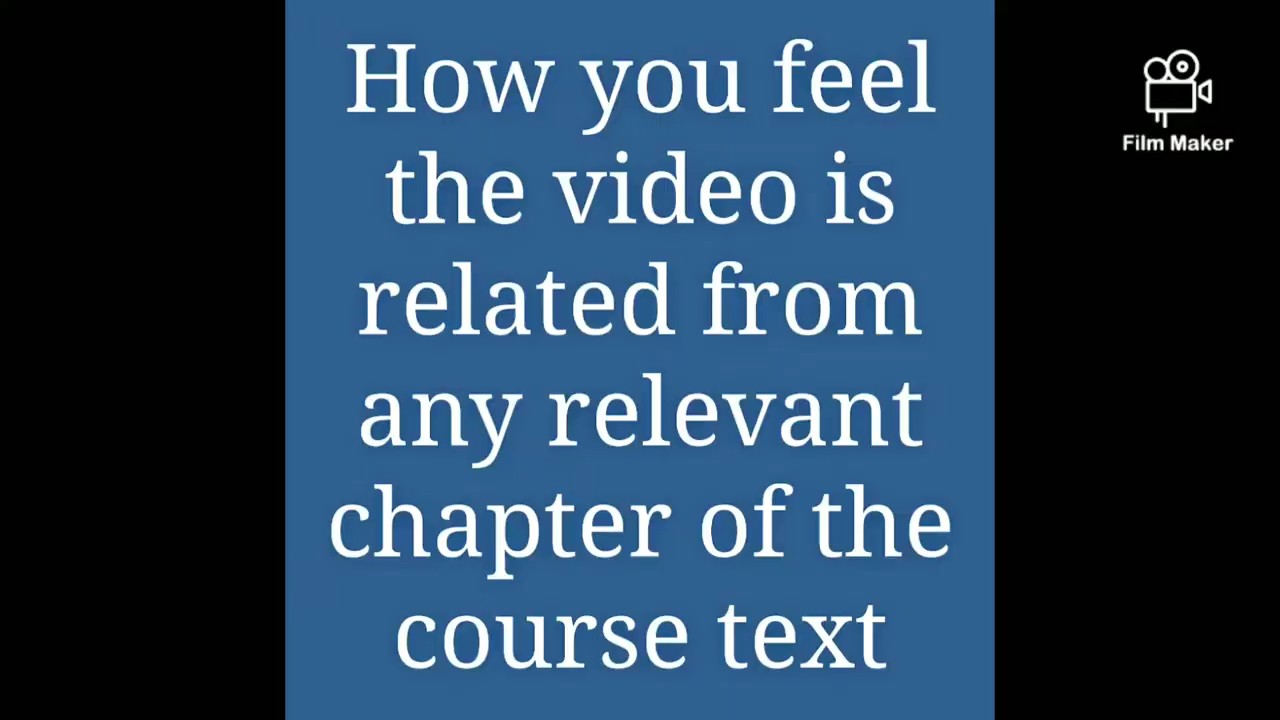 How you feel
the video is
related from
any relevant
chapter of the
course text
Film Maker